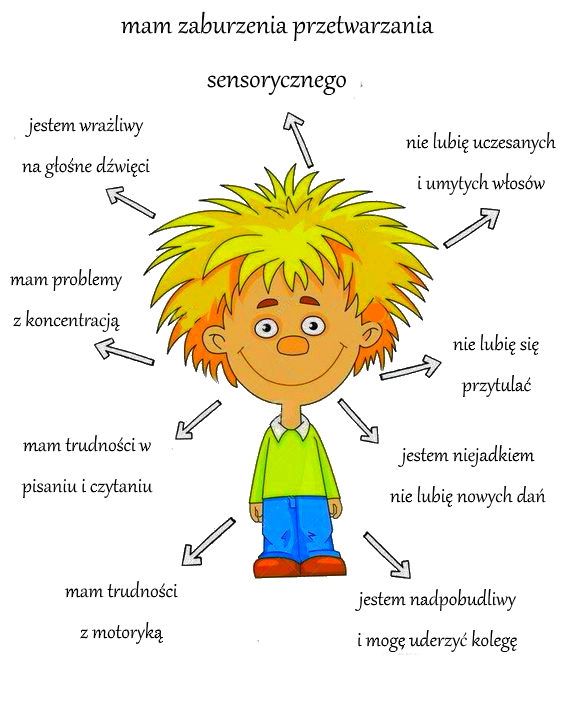 mam zaburzenia przetwarzania
sensorycznego
jestem wrażliwy
na głośne dźwięci
nie lubię uczesanych
i umytych włosów
mam problemy
z koncentracją
nie lubię się
przytulać
mam trudności w
pisaniu i czytaniu
jestem niejadkiem
nie lubię nowych dań
mam trudności
z motoryką
jestem nadpobudliwy
i mogę uderzyć kolegę